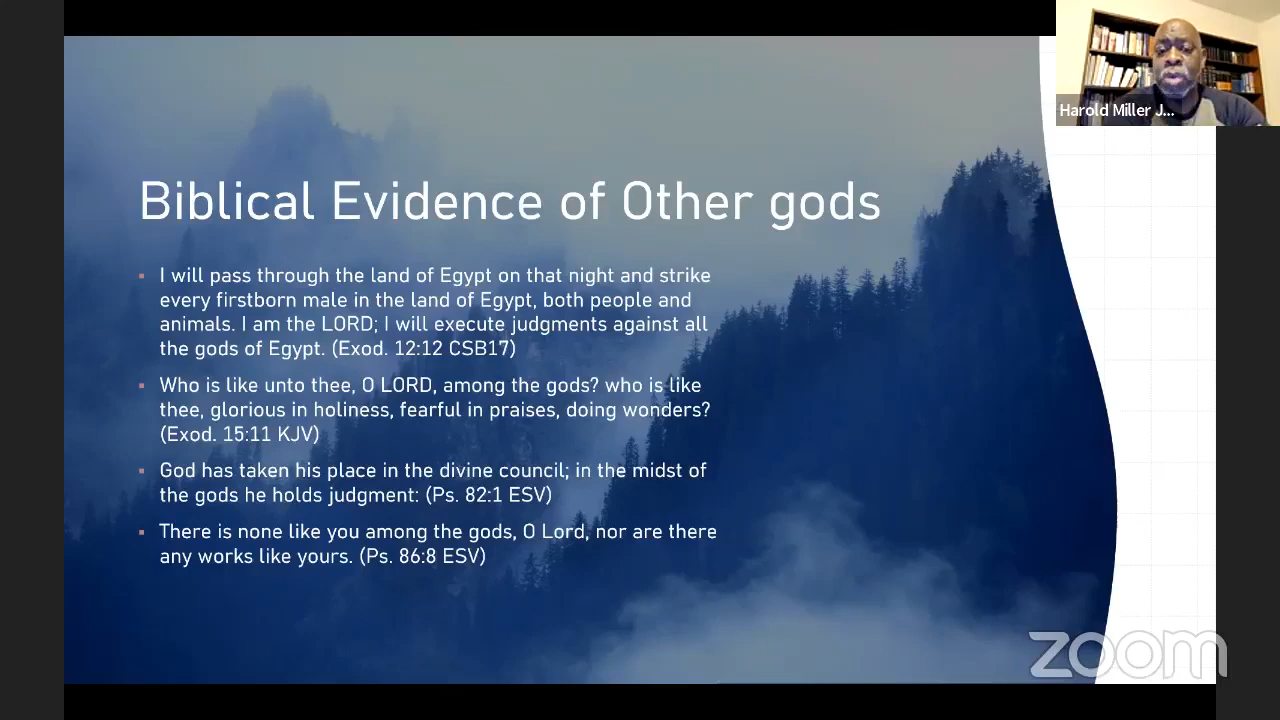 Harold Miller J...
Biblical Evidence of Other gods
▪ I will pass through the land of Egypt on that night and strike
every firstborn male in the land of Egypt, both people and
animals. I am the LORD; I will execute judgments against all
the gods of Egypt. (Exod. 12:12 CSB17)
▪ Who is like unto thee, O LORD, among the gods? who is like
thee, glorious in holiness, fearful in praises, doing wonders?
(Exod. 15:11 KJV)
▪ God has taken his place in the divine council; in the midst of
the gods he holds judgment: (Ps. 82:1 ESV)
▪ There is none like you among the gods, O Lord, nor are there
any works like yours. (Ps. 86:8 ESV)
zoom